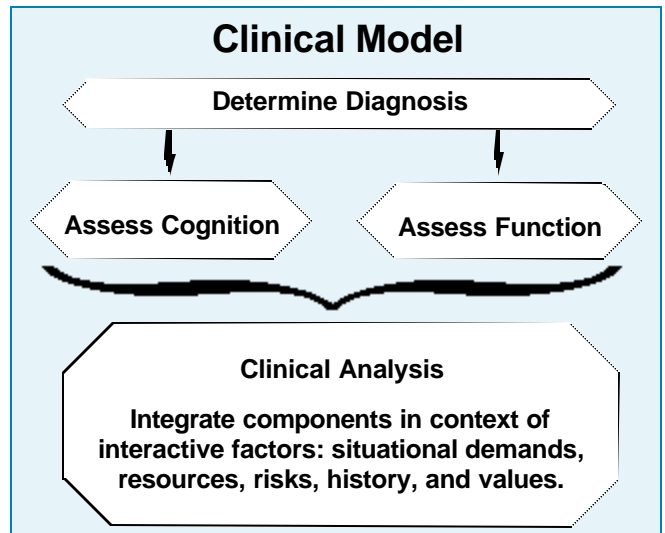 Clinical Model
Determine Diagnosis
Assess Cognition
Assess Function
Clinical Analysis
Integrate components in context of
interactive factors: situational demands,
resources, risks, history, and values.